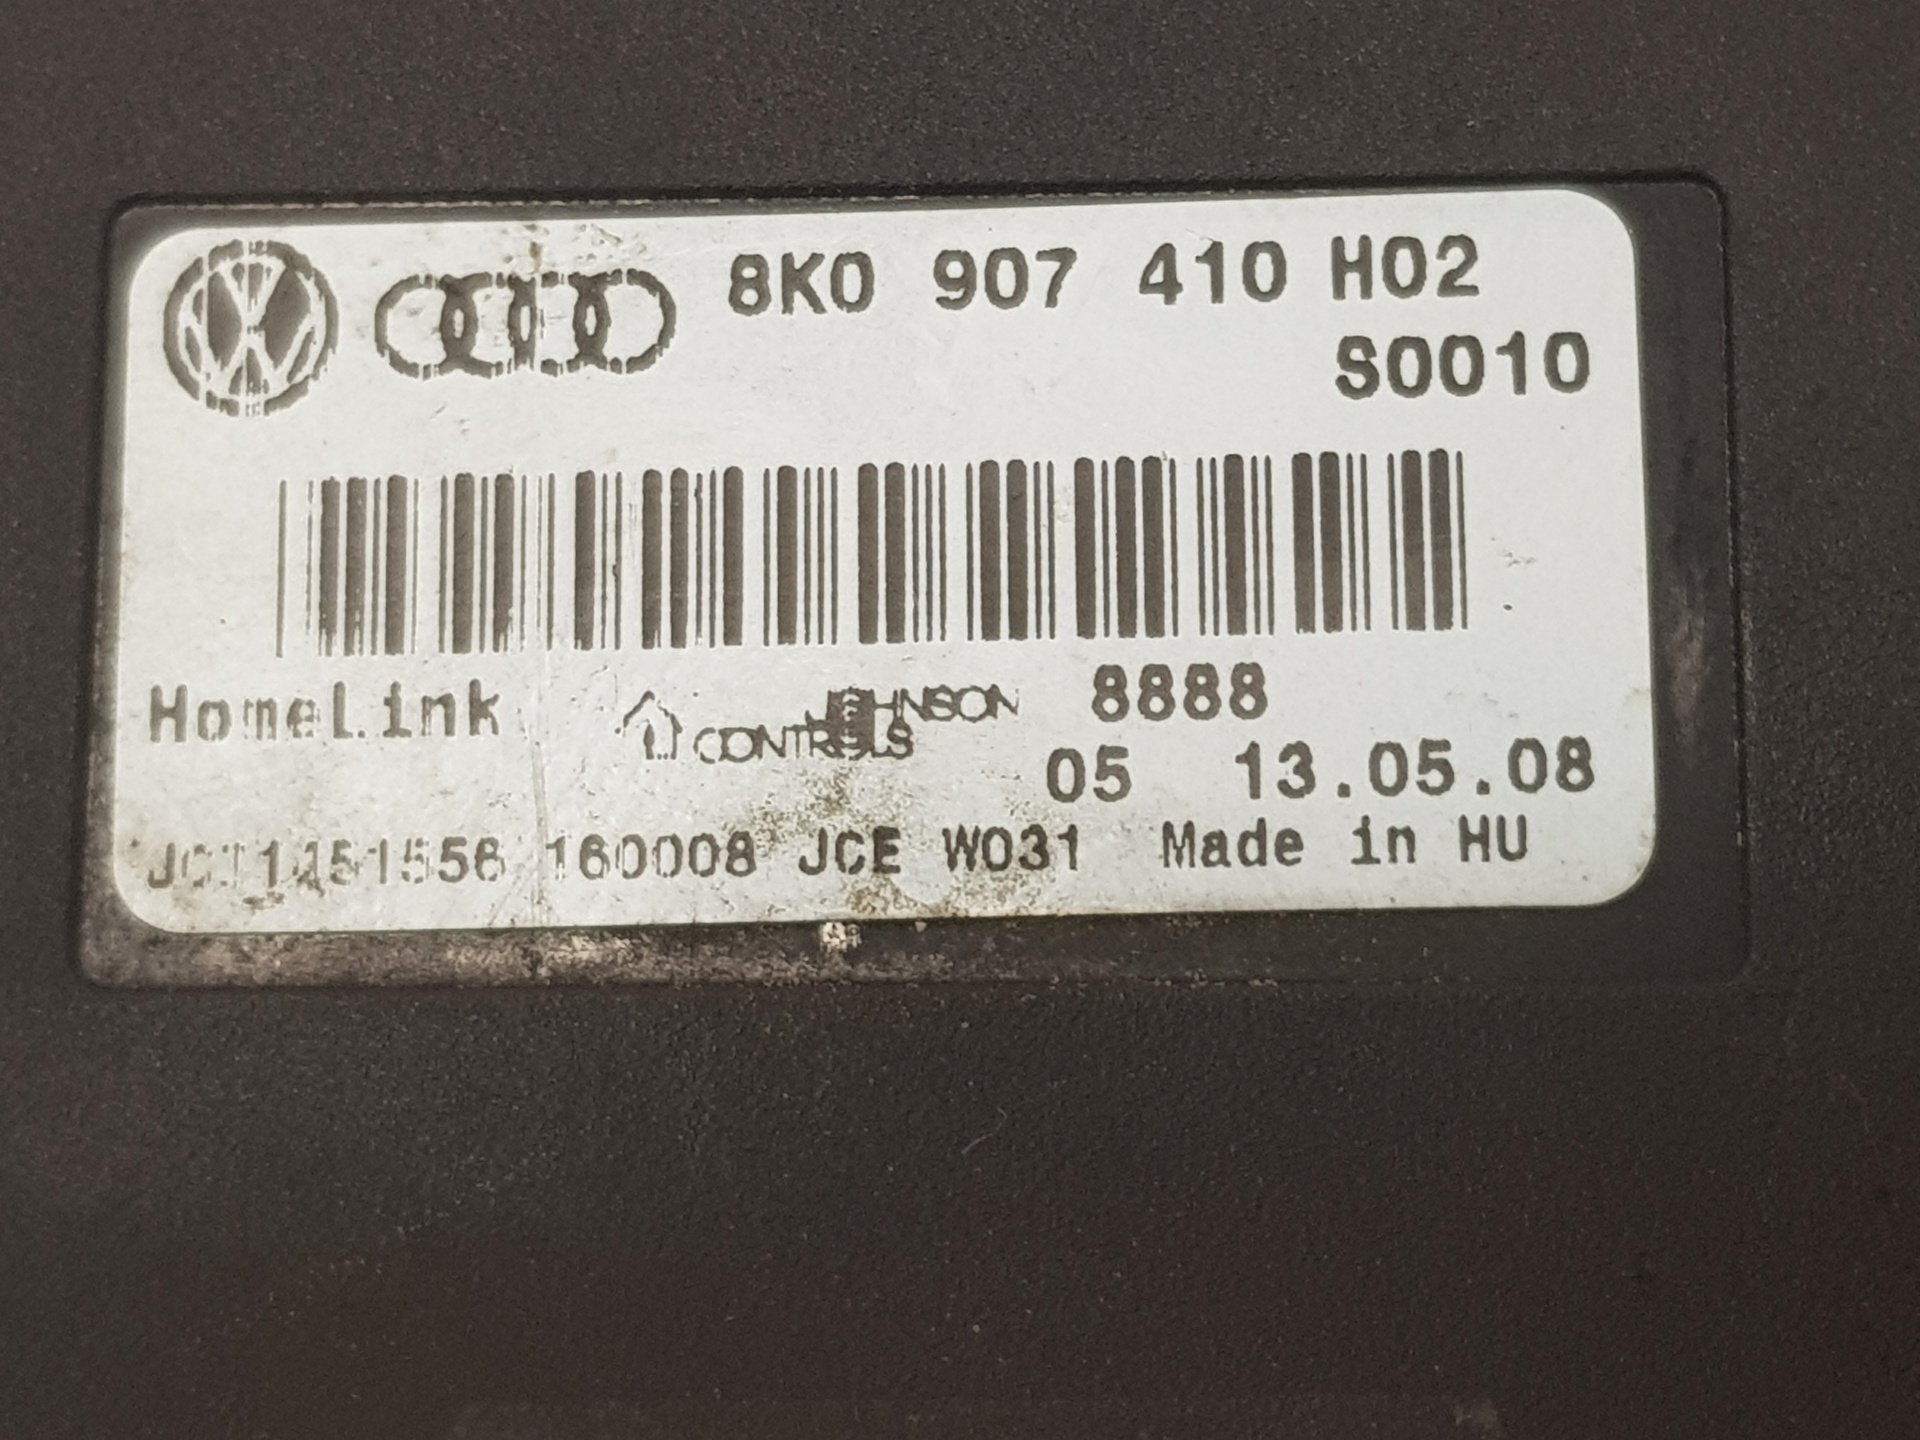 8K0 907 410 H02
S0010
HomeLink
JOHNSON
CONTROLS
8888
05 13.05.08
160008 JCE W031 Made in HU